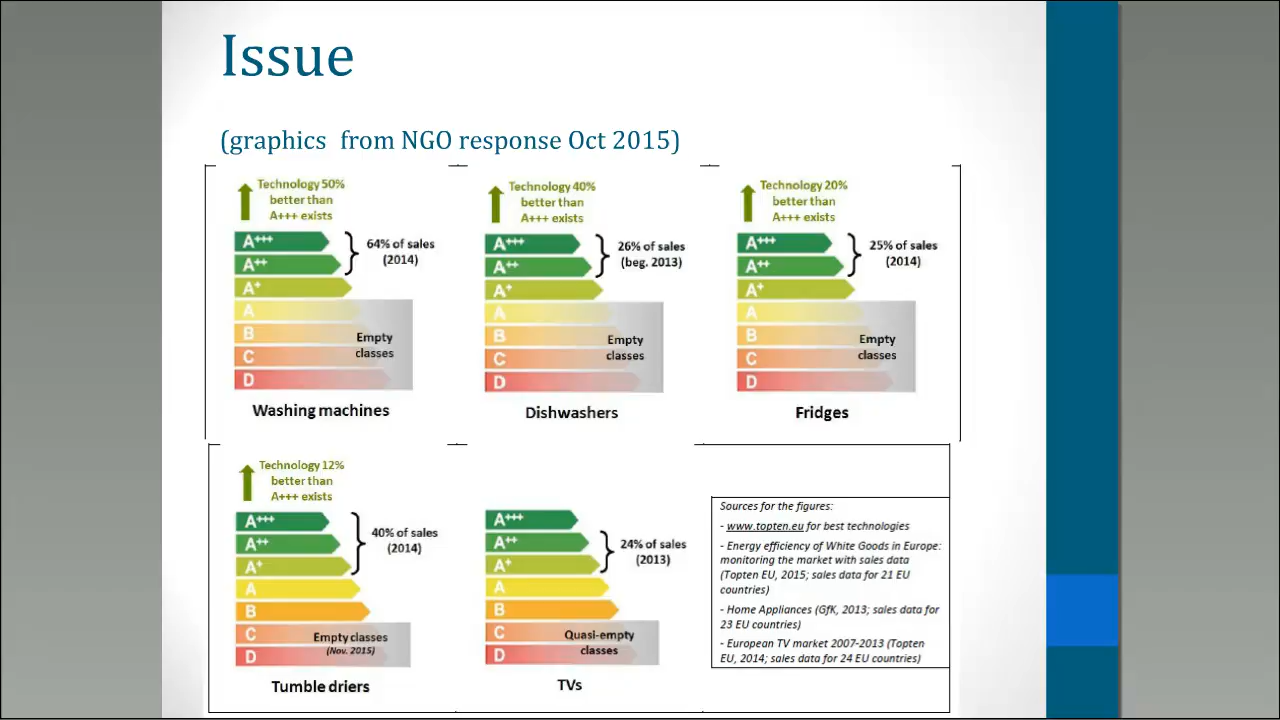 Issue
(graphics from NGO response Oct 2015)
Technology 50%
better than
A+++ exists
A+++
A++
A+
A
B
C
D
64% of sales
(2014)
Empty
classes
Washing machines
Technology 40%
better than
A+++ exists
A+++
A++
A+
A
B
C
D
26% of sales
(beg. 2013)
Empty
classes
Dishwashers
Technology 20%
better than
A+++ exists
A+++
A++
A+
A
B
C
D
25% of sales
(2014)
Empty
classes
Fridges
Technology 12%
better than
A+++ exists
A+++
A++
A+
A
B
C
D
40% of sales
(2014)
Empty classes
(Nov. 2015)
Tumble driers
A+++
A++
A+
A
B
C
D
24% of sales
(2013)
Quasi-empty
classes
TVs
Sources for the figures:
- www.topten.eu for best technologies
- Energy efficiency of White Goods in Europe:
monitoring the market with sales data
(Topten EU, 2015; sales data for 21 EU
countries)
- Home Appliances (GfK, 2013; sales data for
23 EU countries)
- European TV market 2007-2013 (Topten
EU, 2014; sales data for 24 EU countries)